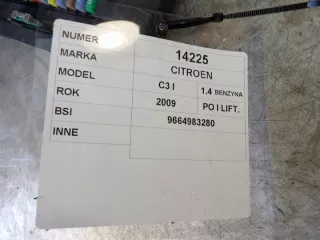 NUMER 14225
MARKA CITROEN
MODEL C3 I 1.4 BENZYNA
ROK 2009 PO I LIFT.
BSI 9664983280
INNE